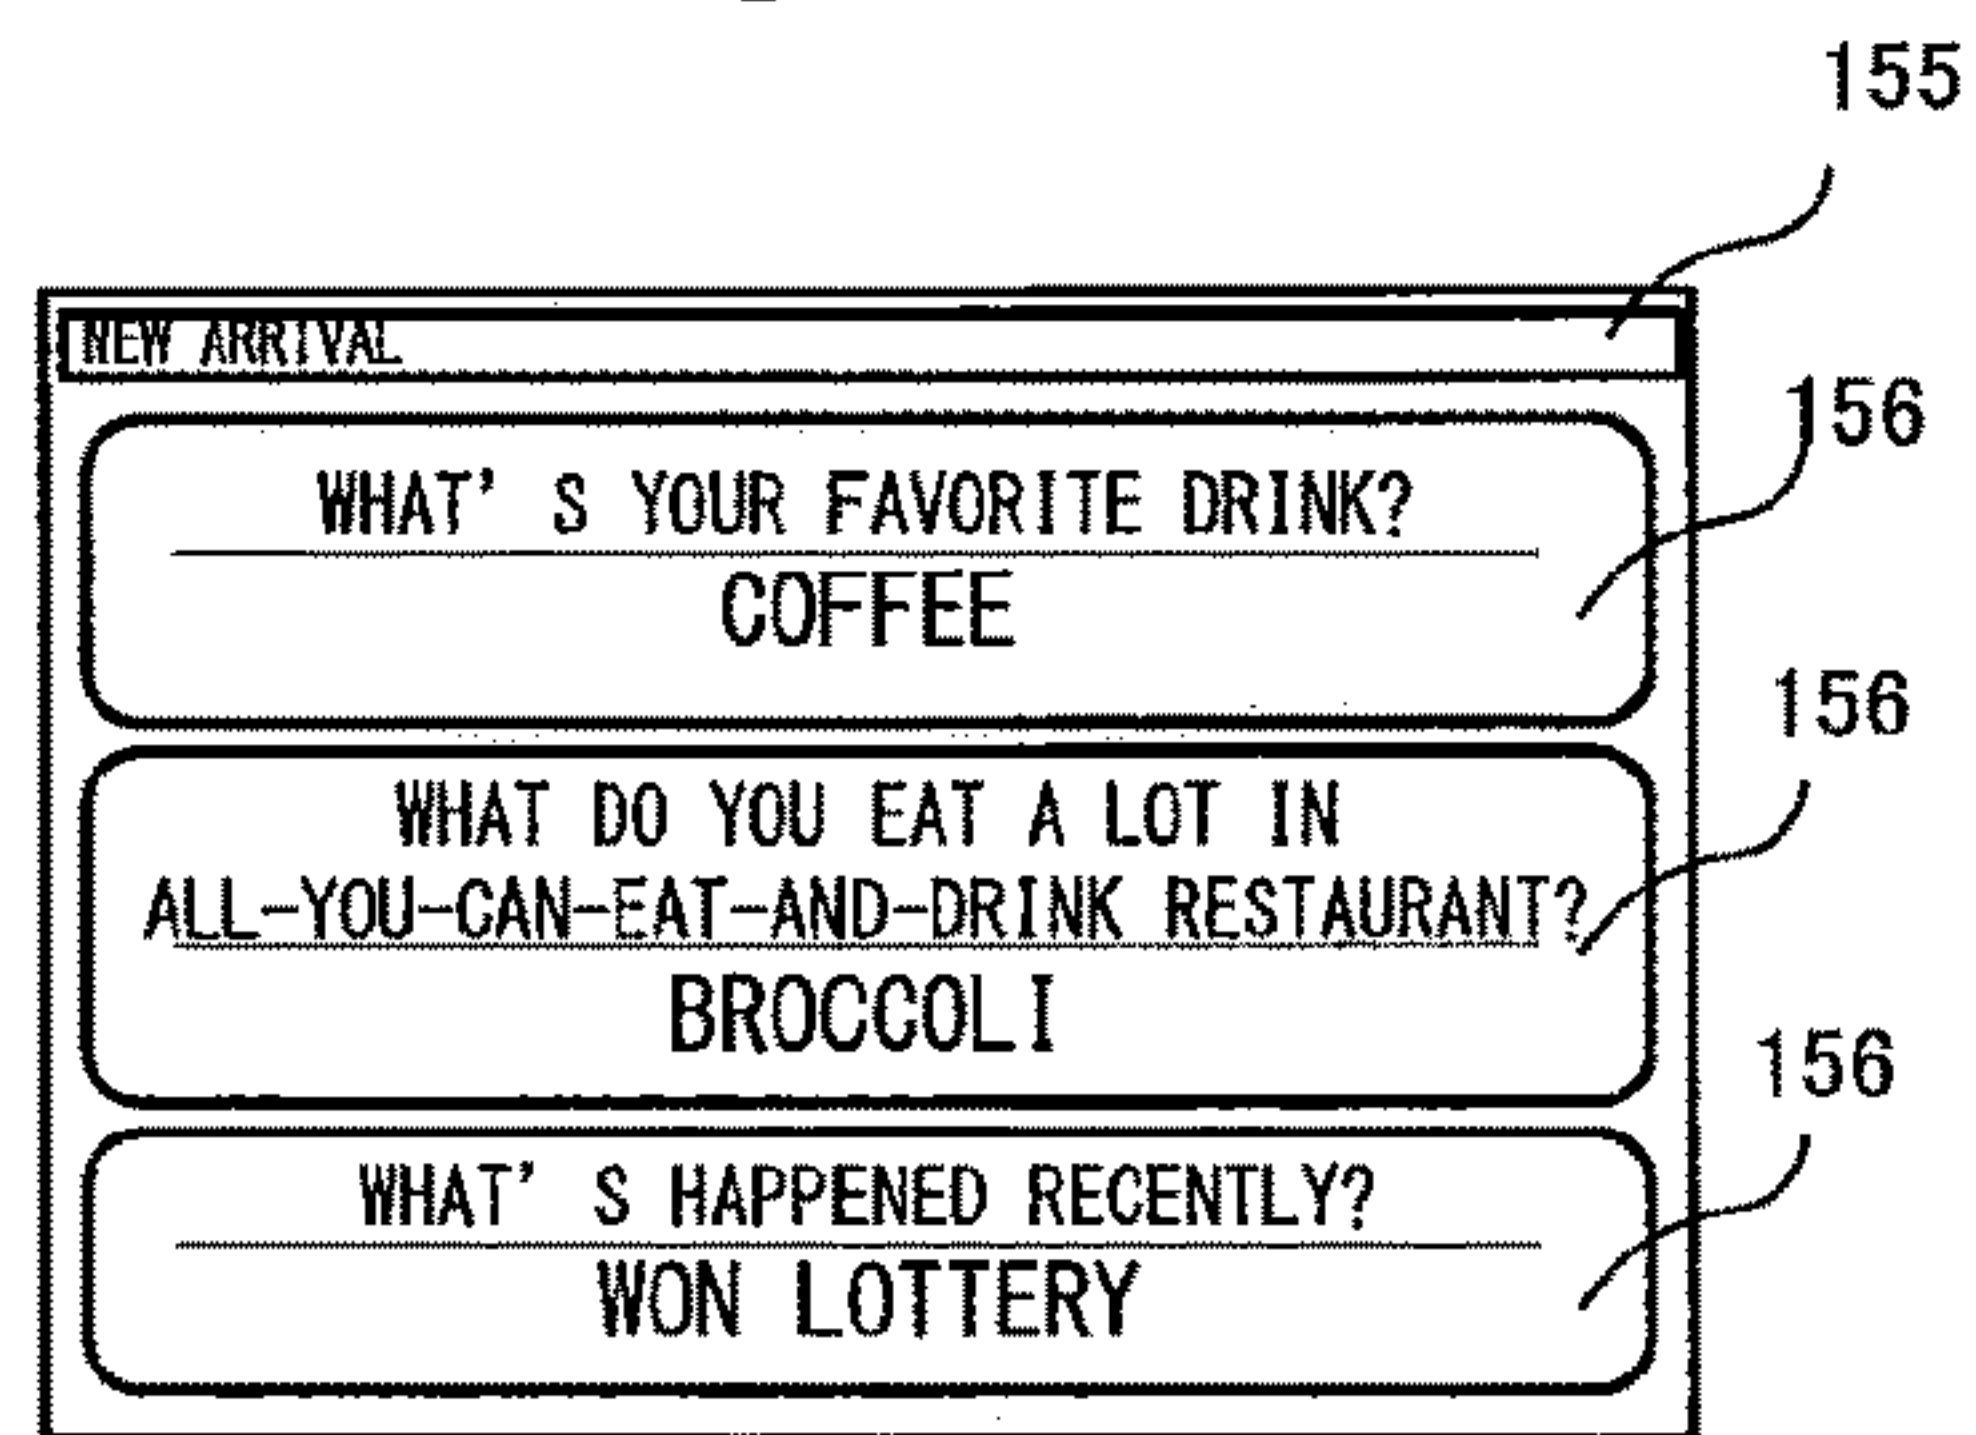 155
NEW ARRIVAL
156
WHAT'S YOUR FAVORITE DRINK?
COFFEE
156
WHAT DO YOU EAT A LOT IN
ALL-YOU-CAN-EAT-AND-DRINK RESTAURANT?
BROCCOLI
156
WHAT'S HAPPENED RECENTLY?
WON LOTTERY